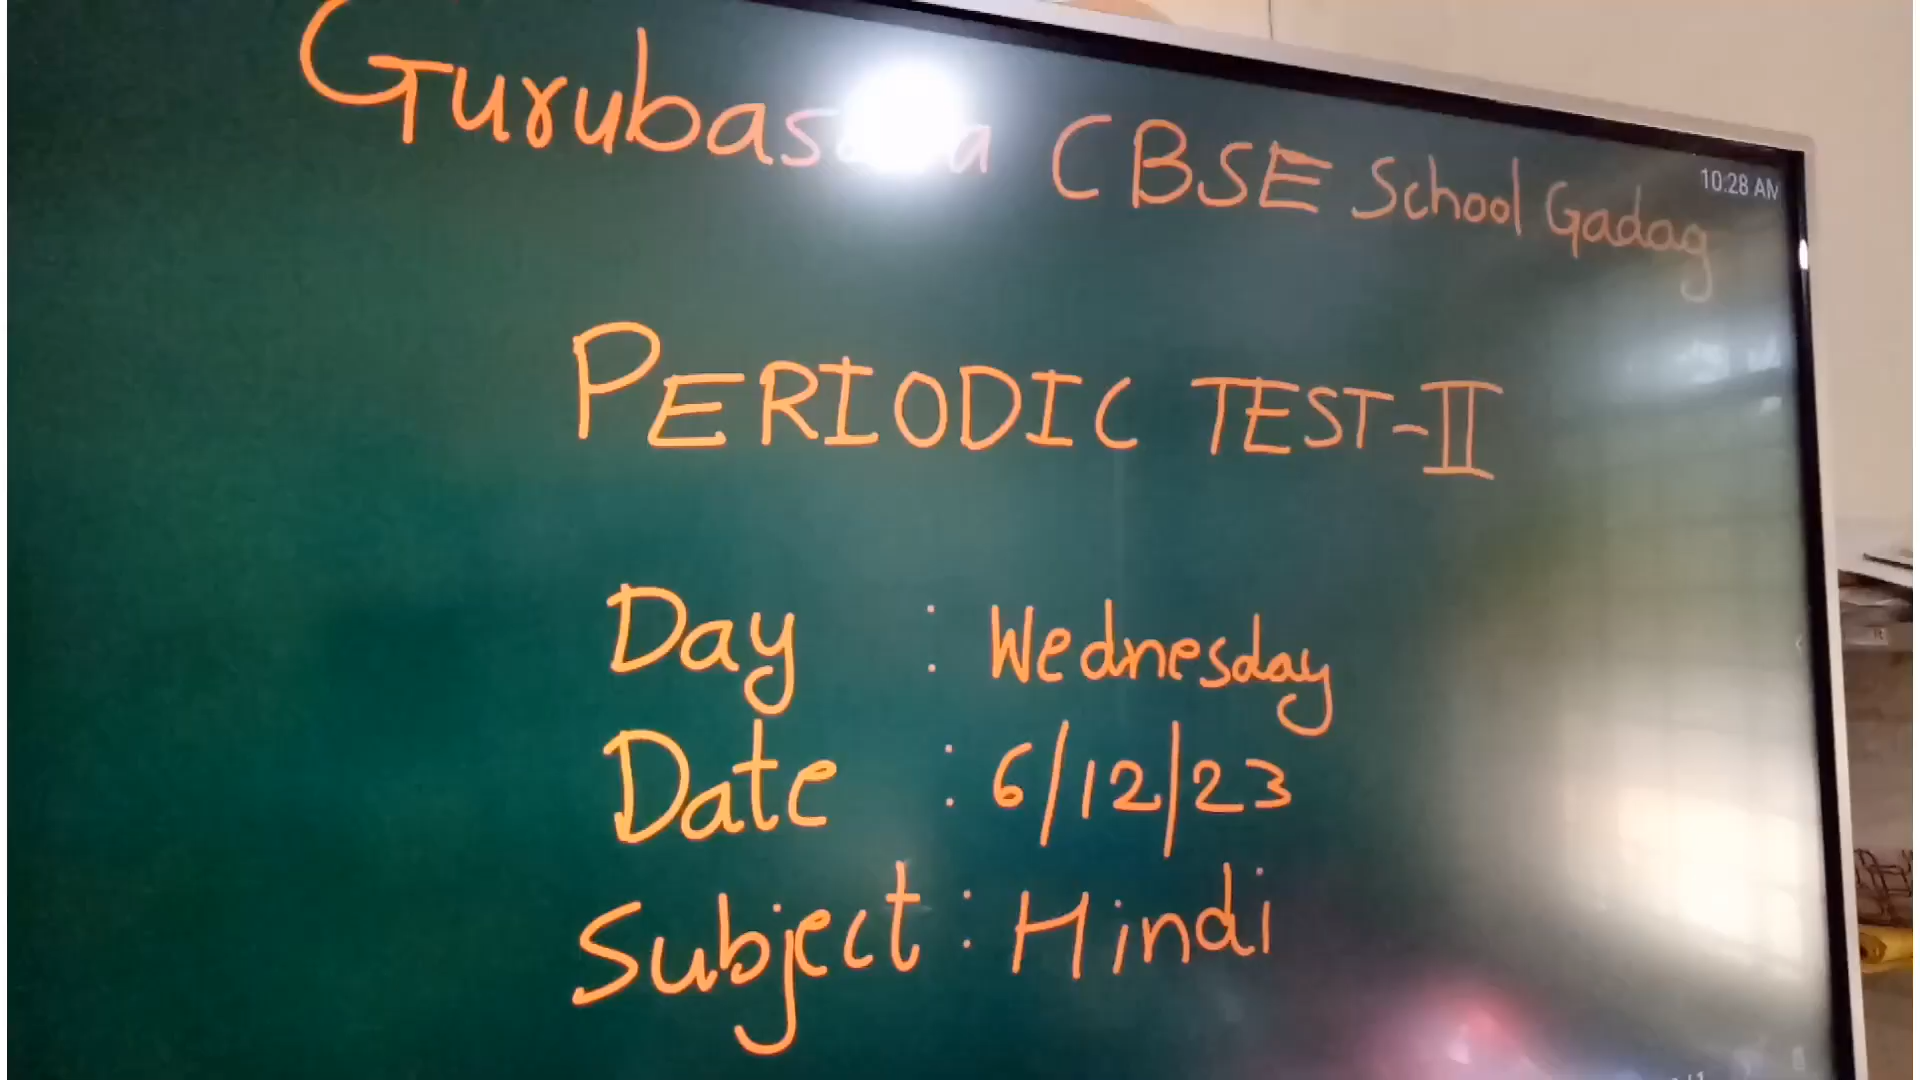 CBSE School Gadag
10:28 AM
PERIODIC TEST-II
Day : Wednesday
Date : 6/12/23
Subject : Hindi